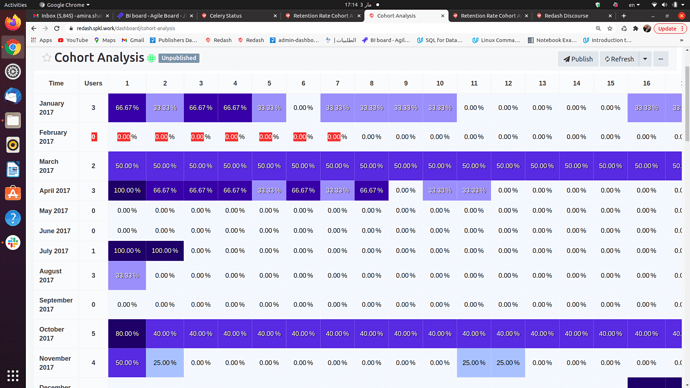 Activities
Google Chrome
17:14 3 مار
en
Inbox (5,845) - amira.sh
BI board - Agile Board - J
Celery Status
Retention Rate Cohort/
Cohort Analysis
Retention Rate Cohort/
Redash Discourse
redash.spki.work/dashboard/cohort-analysis
Update
Apps
YouTube
Maps
Gmail
Publishers Da
Redash
Redash
admin-dashbo
الطلبيات
BI board - Agil
SQL For Data
Linux Comma
Notebook Exa
Introduction t
Cohort Analysis
Unpublished
Publish
Refresh
Time Users 1 2 3 4 5 6 7 8 9 10 11 12 13 14 15 16
January 2017 3 66.67 % 33.33 % 66.67 % 66.67 % 33.33 % 0.00 % 33.33 % 33.33 % 33.33 % 33.33 % 0.00 % 0.00 % 0.00 % 0.00 % 0.00 % 33.33 % 33.3
February 2017 0 0.00 % 0.00 % 0.00 % 0.00 % 0.00 % 0.00 % 0.00 % 0.00 % 0.00 % 0.00 % 0.00 % 0.00 % 0.00 % 0.00 % 0.00 % 0.00 % 0.0
March 2017 2 50.00 % 50.00 % 50.00 % 50.00 % 50.00 % 50.00 % 50.00 % 50.00 % 50.00 % 50.00 % 50.00 % 50.00 % 50.00 % 50.00 % 50.00 % 50.00 % 50.
April 2017 3 100.00 % 66.67 % 66.67 % 66.67 % 33.33 % 66.67 % 33.33 % 66.67 % 0.00 % 33.33 % 33.33 % 0.00 % 0.00 % 0.00 % 0.00 % 0.00 % 0.0
May 2017 0 0.00 % 0.00 % 0.00 % 0.00 % 0.00 % 0.00 % 0.00 % 0.00 % 0.00 % 0.00 % 0.00 % 0.00 % 0.00 % 0.00 % 0.00 % 0.00 % 0.0
June 2017 0 0.00 % 0.00 % 0.00 % 0.00 % 0.00 % 0.00 % 0.00 % 0.00 % 0.00 % 0.00 % 0.00 % 0.00 % 0.00 % 0.00 % 0.00 % 0.00 % 0.0
July 2017 1 100.00 % 100.00 % 0.00 % 0.00 % 0.00 % 0.00 % 0.00 % 0.00 % 0.00 % 0.00 % 0.00 % 0.00 % 0.00 % 0.00 % 0.00 % 0.00 % 0.0
August 2017 3 33.33 % 0.00 % 0.00 % 0.00 % 0.00 % 0.00 % 0.00 % 0.00 % 0.00 % 0.00 % 0.00 % 0.00 % 0.00 % 0.00 % 0.00 % 0.00 % 0.0
September 2017 0 0.00 % 0.00 % 0.00 % 0.00 % 0.00 % 0.00 % 0.00 % 0.00 % 0.00 % 0.00 % 0.00 % 0.00 % 0.00 % 0.00 % 0.00 % 0.00 % 0.0
October 2017 5 80.00 % 40.00 % 40.00 % 40.00 % 40.00 % 40.00 % 40.00 % 40.00 % 40.00 % 40.00 % 40.00 % 40.00 % 40.00 % 40.00 % 40.00 % 40.00 % 40.
November 2017 4 50.00 % 25.00 % 0.00 % 0.00 % 0.00 % 0.00 % 0.00 % 0.00 % 0.00 % 0.00 % 25.00 % 25.00 % 0.00 % 0.00 % 0.00 % 0.00 % 0.0
December